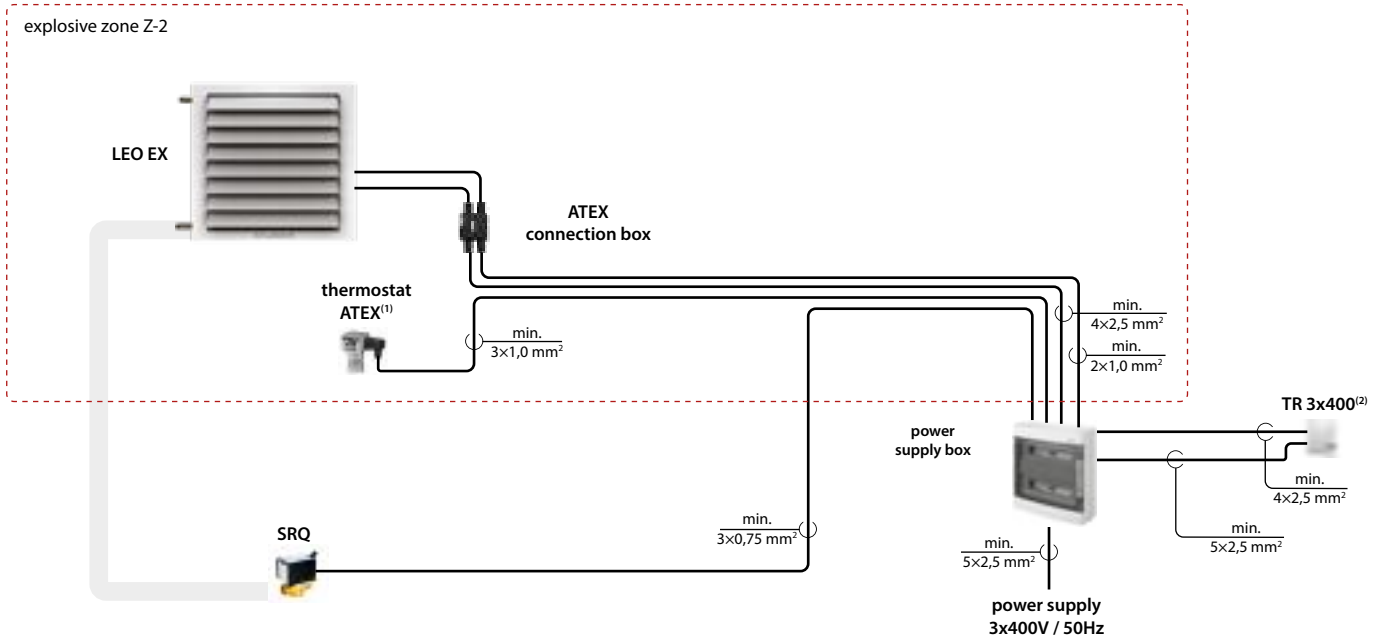 explosive zone Z-2
LEO EX
ATEX
connection box
thermostat
ATEX(1)
min.
3×1,0 mm²
min.
4×2,5 mm²
min.
2×1,0 mm²
TR 3x400(2)
power
supply box
min.
4×2,5 mm²
min.
5×2,5 mm²
SRQ
min.
3×0,75 mm²
min.
5×2,5 mm²
power supply
3x400V / 50Hz